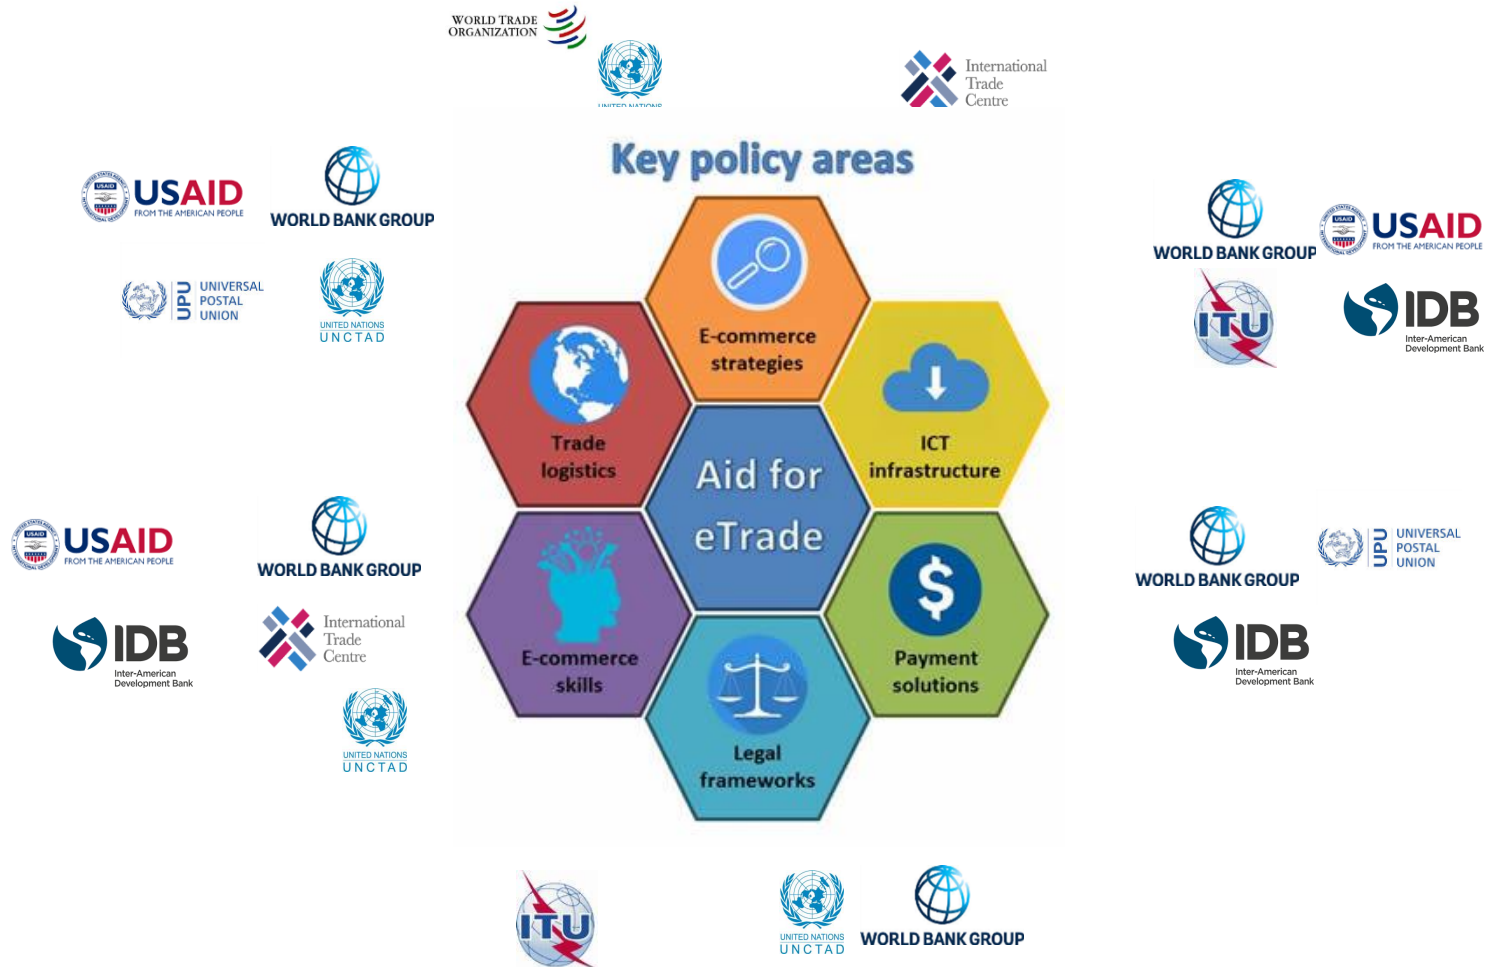 WORLD TRADE
ORGANIZATION
UNITED NATIONS
International
Trade
Centre
Key policy areas
USAID
FROM THE AMERICAN PEOPLE
WORLD BANK GROUP
UPU
UNIVERSAL
POSTAL
UNION
UNITED NATIONS
UNCTAD
WORLD BANK GROUP
USAID
FROM THE AMERICAN PEOPLE
ITU
IDB
Inter-American
Development Bank
E-commerce
strategies
Trade
logistics
ICT
infrastructure
Aid for
eTrade
E-commerce
skills
Payment
solutions
Legal
frameworks
USAID
FROM THE AMERICAN PEOPLE
WORLD BANK GROUP
IDB
Inter-American
Development Bank
International
Trade
Centre
UNITED NATIONS
UNCTAD
WORLD BANK GROUP
UPU
UNIVERSAL
POSTAL
UNION
IDB
Inter-American
Development Bank
ITU
UNITED NATIONS
UNCTAD
WORLD BANK GROUP